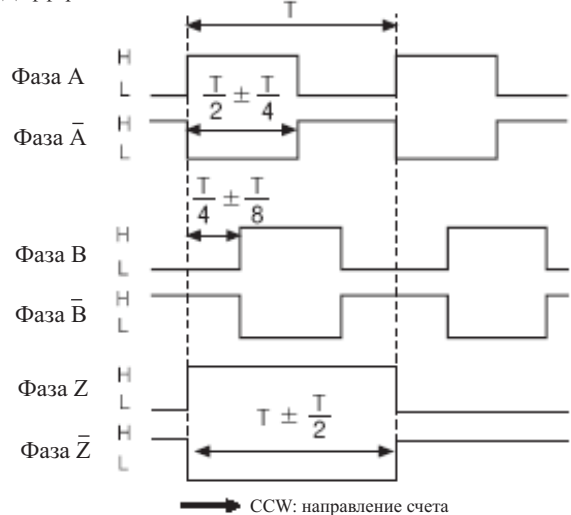 T
H
Фаза A
L
T/2 ± T/4
H
Фаза A̅
L
T/4 ± T/8
H
Фаза B
L
H
Фаза B̅
L
H
Фаза Z
L
T ± T/2
H
Фаза Z̅
L
CCW: направление счета